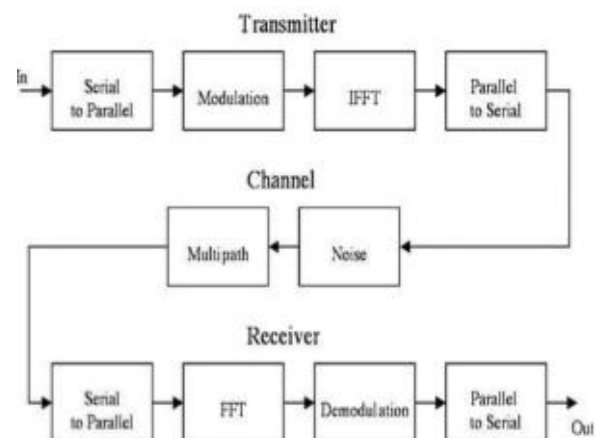 Transmitter
In
Serial
to Parallel
Modulation
IFFT
Parallel
to Serial
Channel
Multipath
Noise
Receiver
Serial
to Parallel
FFT
Demodulation
Parallel
to Serial
Out